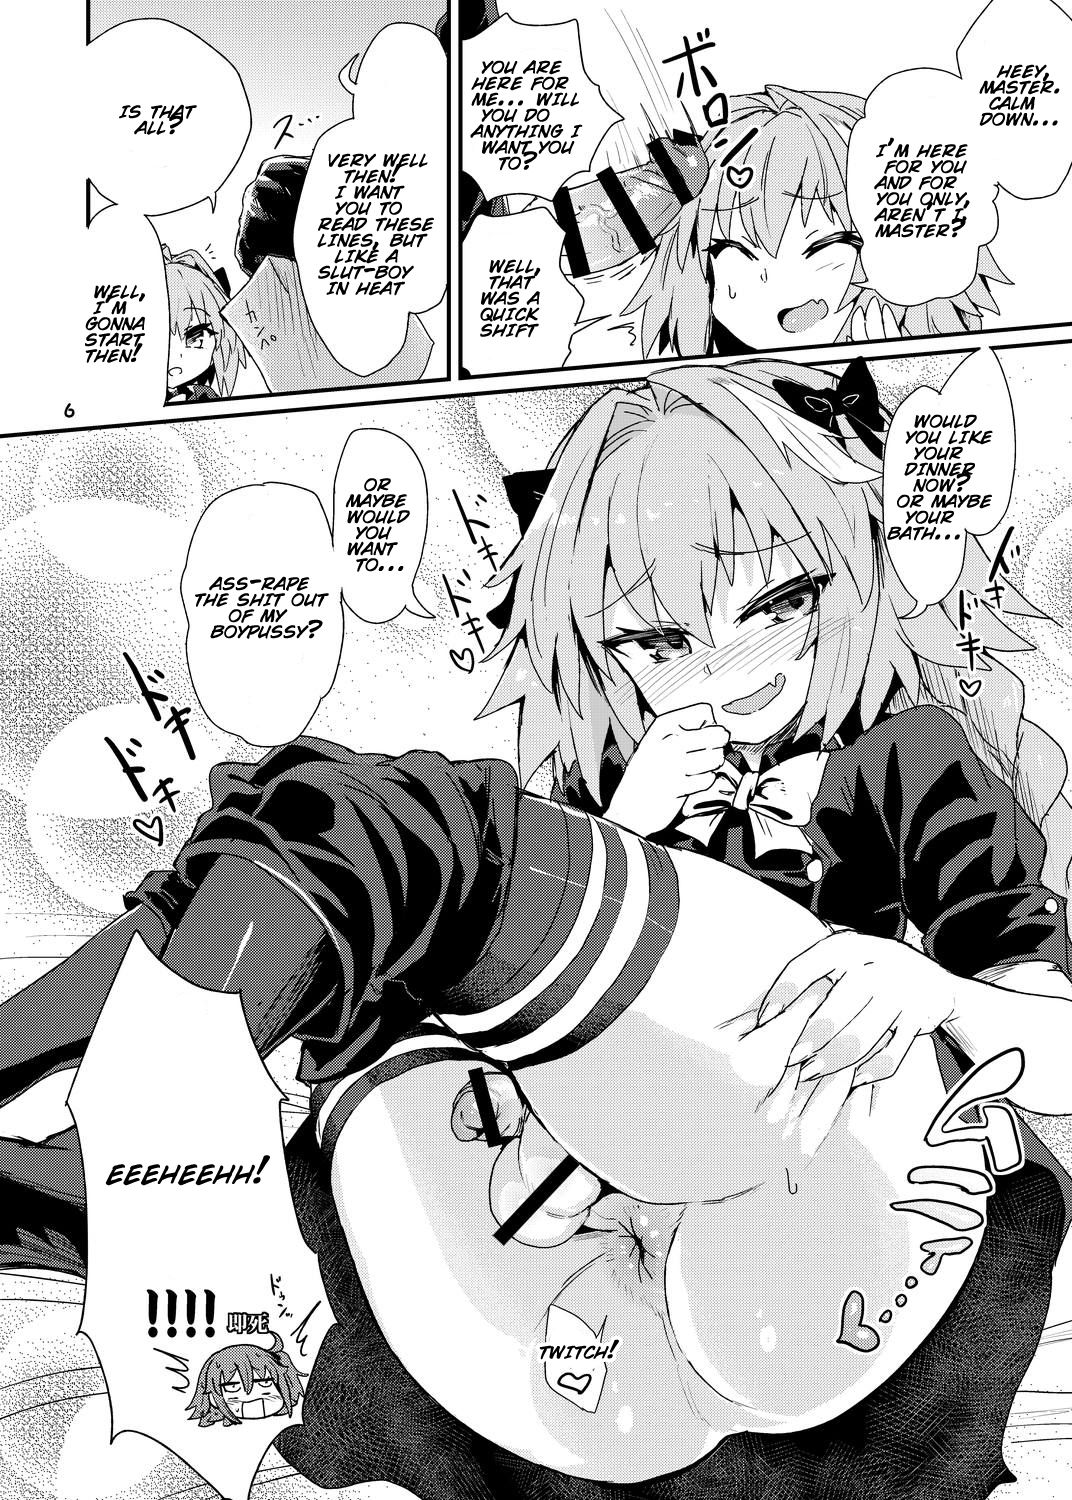 HEEY,
MASTER.
CALM
DOWN...
I'M HERE
FOR YOU
AND FOR
YOU ONLY,
AREN'T I,
MASTER?
ボロンッ♡
YOU ARE
HERE FOR
ME... WILL
YOU DO
ANYTHING I
WANT YOU
TO?
WELL,
THAT
WAS A
QUICK
SHIFT
VERY WELL
THEN!
I WANT
YOU TO
READ THESE
LINES, BUT
LIKE A
SLUT-BOY
IN HEAT
ス…
カンペ
IS THAT
ALL?
WELL,
I'M
GONNA
START,
THEN!
6
WOULD
YOU LIKE
YOUR
DINNER
NOW?
OR MAYBE
YOUR
BATH...
OR
MAYBE
WOULD
YOU
WANT
TO...
ASS-RAPE
THE SHIT OUT
OF MY
BOYPUSSY?
ドキ
ドキ♡
ドキ
ドキ♡
ドキ
ドキ♡
EEEHEEHH!
!!!!
即死
TWITCH!
♡